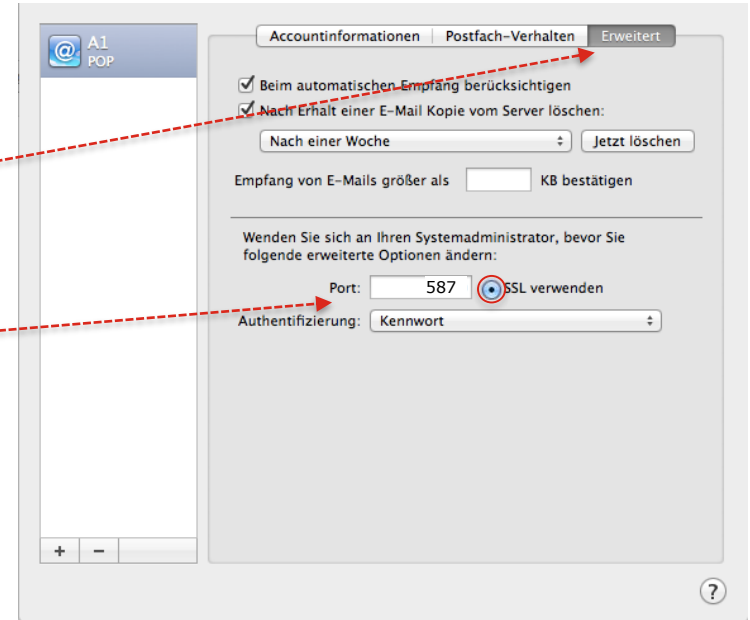 A1
POP
Accountinformationen Postfach-Verhalten Erweitert
Beim automatischen Empfang berücksichtigen
Nach Erhalt einer E-Mail Kopie vom Server löschen:
Nach einer Woche Jetzt löschen
Empfang von E-Mails größer als KB bestätigen
Wenden Sie sich an Ihren Systemadministrator, bevor Sie
folgende erweiterte Optionen ändern:
Port: 587 SSL verwenden
Authentifizierung: Kennwort
+ −
?